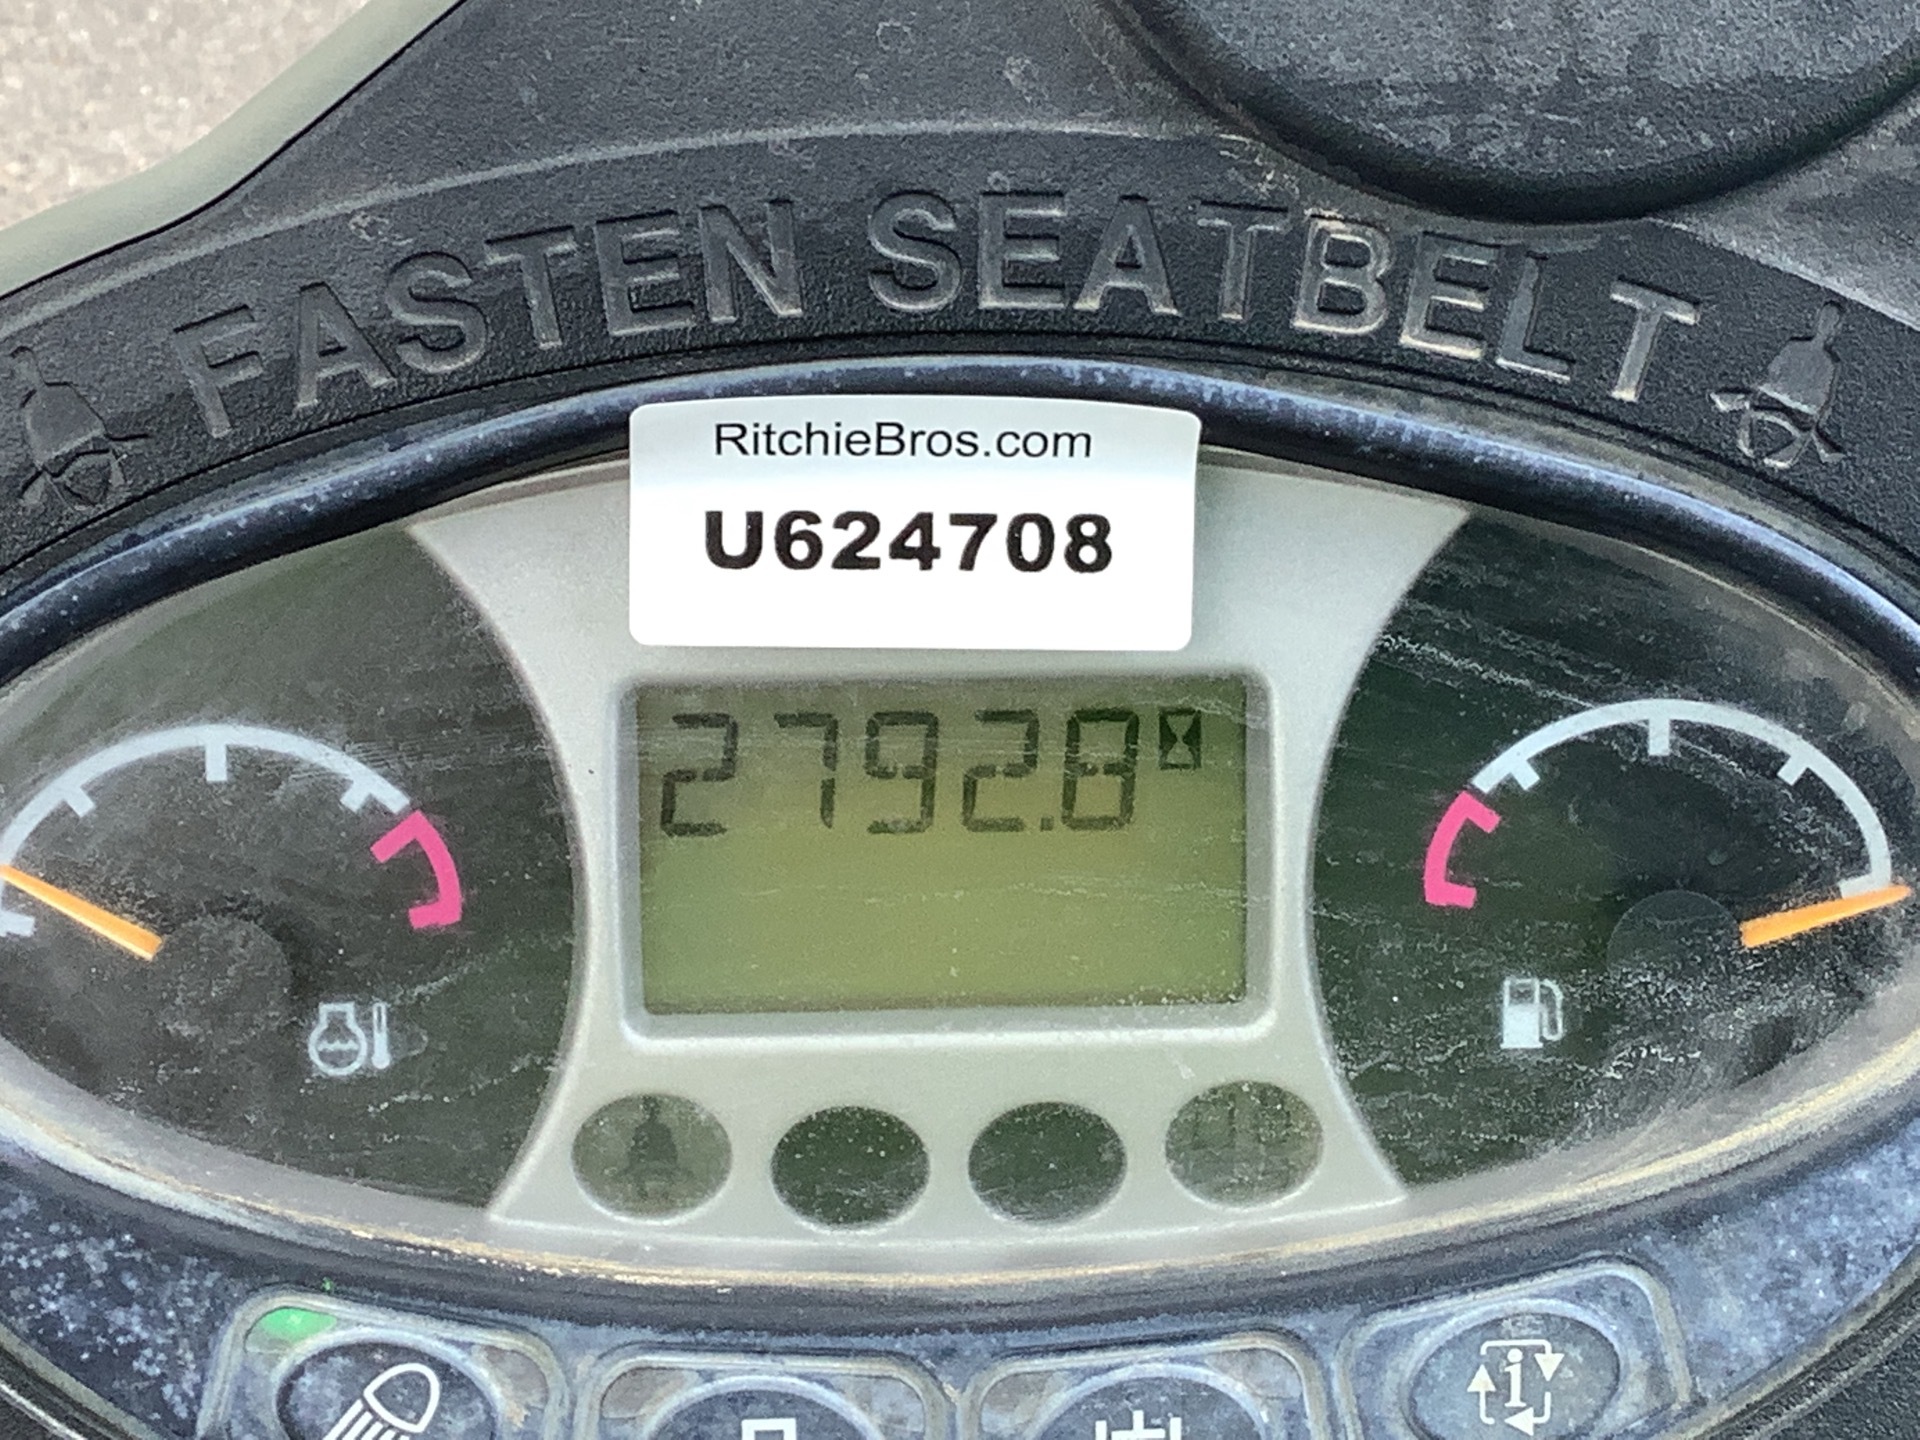 FASTEN SEATBELT
RitchieBros.com
U624708
2792.8
i